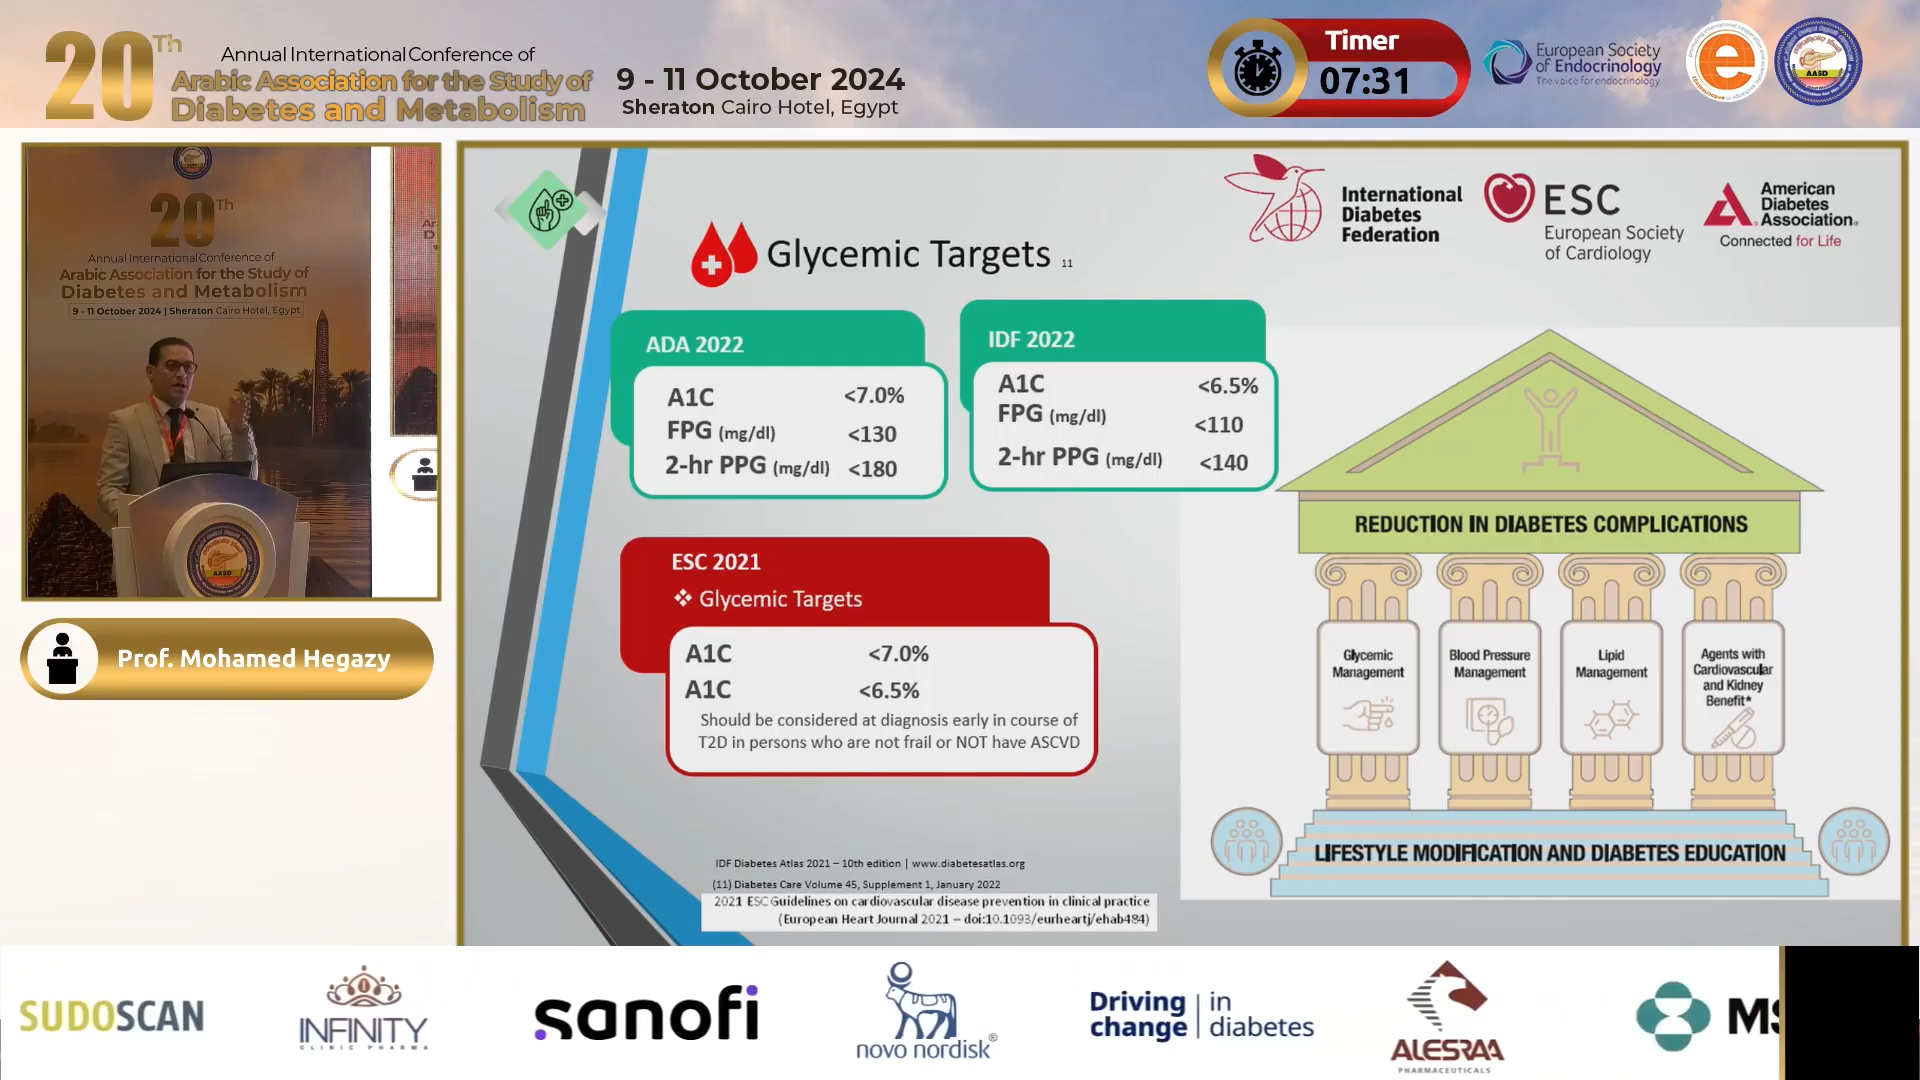 20Th
Annual International Conference of
Arabic Association for the Study of
Diabetes and Metabolism
9 - 11 October 2024
Sheraton Cairo Hotel, Egypt
Timer
07:31
European Society
of Endocrinology
The voice for endocrinology
e
AASD
20Th
Annual International Conference of
Arabic Association for the Study of
Diabetes and Metabolism
9 - 11 October 2024 | Sheraton Cairo Hotel, Egypt
AASD
Prof. Mohamed Hegazy
International
Diabetes
Federation
ESC
European Society
of Cardiology
American
Diabetes
Association.
Connected for Life
Glycemic Targets 11
ADA 2022
A1C <7.0%
FPG (mg/dl) <130
2-hr PPG (mg/dl) <180
IDF 2022
A1C <6.5%
FPG (mg/dl) <110
2-hr PPG (mg/dl) <140
ESC 2021
❖ Glycemic Targets
A1C <7.0%
A1C <6.5%
Should be considered at diagnosis early in course of
T2D in persons who are not frail or NOT have ASCVD
REDUCTION IN DIABETES COMPLICATIONS
Glycemic
Management
Blood Pressure
Management
Lipid
Management
Agents with
Cardiovascular
and Kidney
Benefit*
LIFESTYLE MODIFICATION AND DIABETES EDUCATION
IDF Diabetes Atlas 2021 – 10th edition | www.diabetesatlas.org
(11) Diabetes Care Volume 45, Supplement 1, January 2022
2021 ESC Guidelines on cardiovascular disease prevention in clinical practice
(European Heart Journal 2021 – doi:10.1093/eurheartj/ehab484)
SUDOSCAN
INFINITY
CLINIC PHARMA
sanofi
novo nordisk®
Driving
change
in
diabetes
ALESRAA
PHARMACEUTICALS
MS